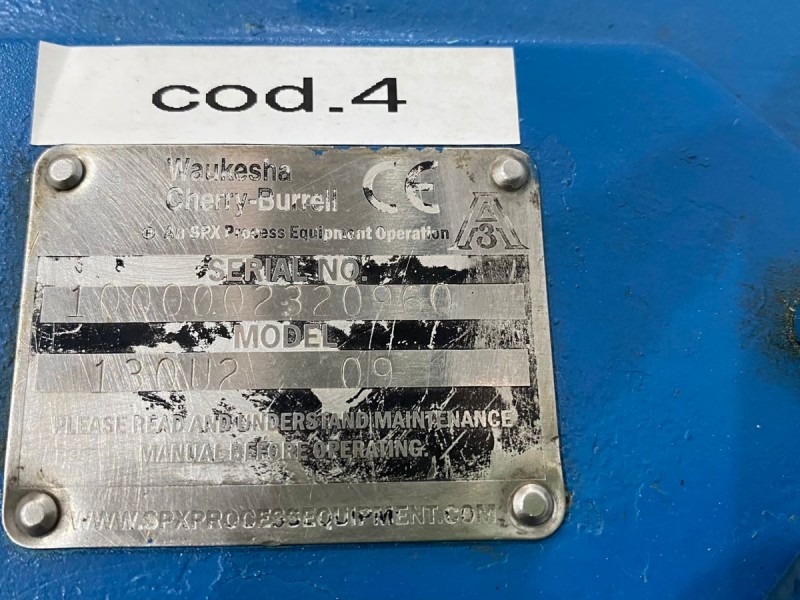 cod.4
Waukesha
Cherry-Burrell
CE
An SPX Process Equipment Operation
A
3
SERIAL NO.
1000002320960
MODEL
130U2 09
PLEASE READ AND UNDERSTAND MAINTENANCE
MANUAL BEFORE OPERATING.
WWW.SPXPROCESSEQUIPMENT.COM